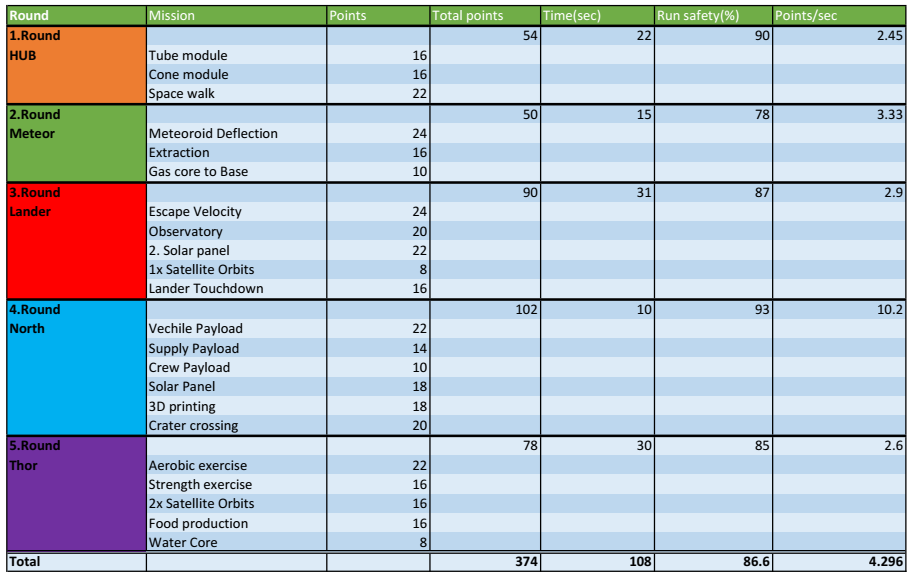 Round Mission Points Total points Time(sec) Run safety(%) Points/sec
1.Round 54 22 90 2.45
HUB Tube module 16
Cone module 16
Space walk 22
2.Round 50 15 78 3.33
Meteor Meteoroid Deflection 24
Extraction 16
Gas core to Base 10
3.Round 90 31 87 2.9
Lander Escape Velocity 24
Observatory 20
2. Solar panel 22
1x Satellite Orbits 8
Lander Touchdown 16
4.Round 102 10 93 10.2
North Vechile Payload 22
Supply Payload 14
Crew Payload 10
Solar Panel 18
3D printing 18
Crater crossing 20
5.Round 78 30 85 2.6
Thor Aerobic exercise 22
Strength exercise 16
2x Satellite Orbits 16
Food production 16
Water Core 8
Total 374 108 86.6 4.296